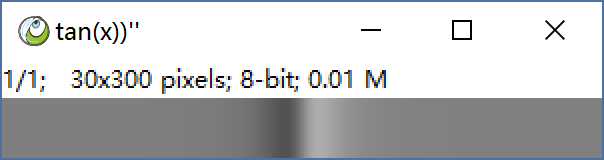 tan(x))''
1/1; 30x300 pixels; 8-bit; 0.01 M